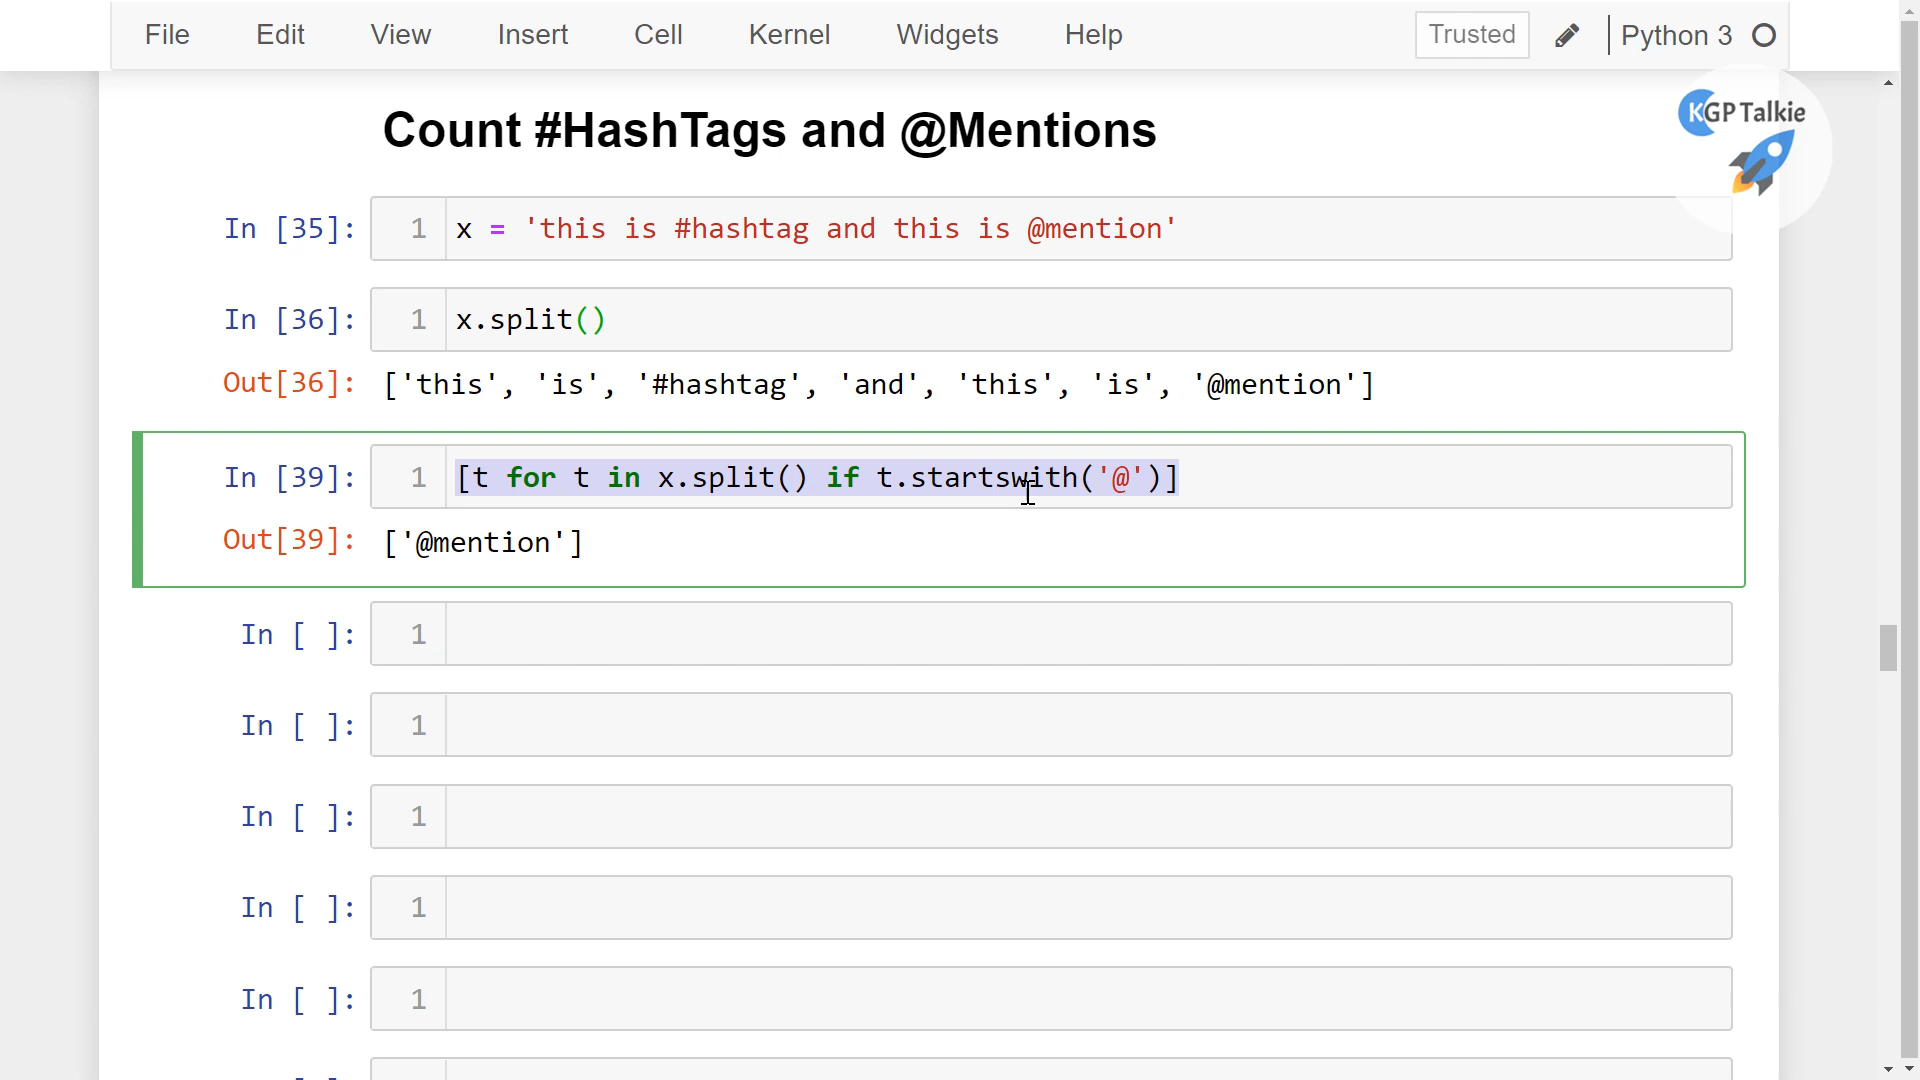 File Edit View Insert Cell Kernel Widgets Help Trusted Python 3
KGP Talkie
Count #HashTags and @Mentions
In [35]: 1 x = 'this is #hashtag and this is @mention'
In [36]: 1 x.split()
Out[36]: ['this', 'is', '#hashtag', 'and', 'this', 'is', '@mention']
In [39]: 1 [t for t in x.split() if t.startswith('@')]
Out[39]: ['@mention']
In [ ]: 1
In [ ]: 1
In [ ]: 1
In [ ]: 1
In [ ]: 1